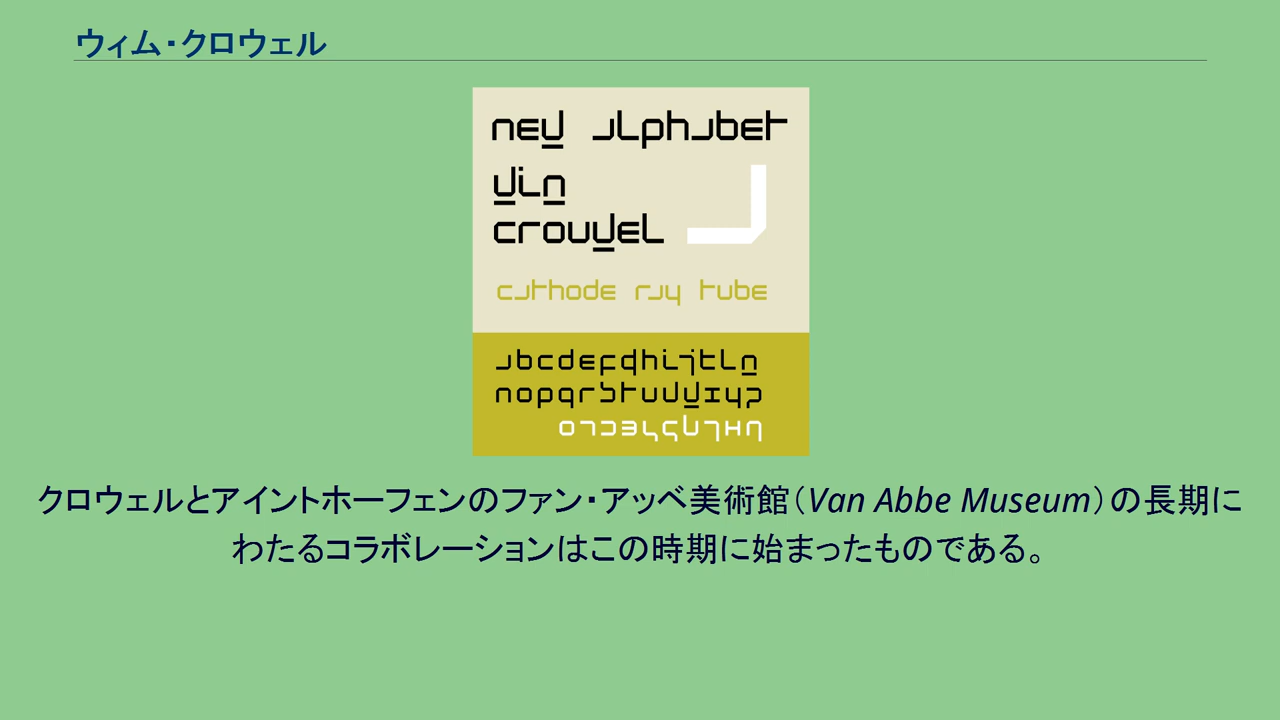 ウィム・クロウェル
new alphabet
wim
crouwel
cathode ray tube
abcdefghijklm
nopqrstuvwxyz
クロウェルとアイントホーフェンのファン・アッベ美術館（Van Abbe Museum）の長期に
わたるコラボレーションはこの時期に始まったものである。